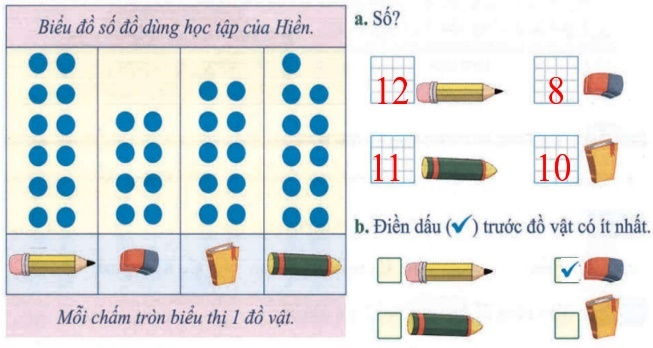 Biểu đồ số đồ dùng học tập của Hiền.
Mỗi chấm tròn biểu thị 1 đồ vật.
a. Số?
12 8
11 10
b. Điền dấu (✓) trước đồ vật có ít nhất.
✓